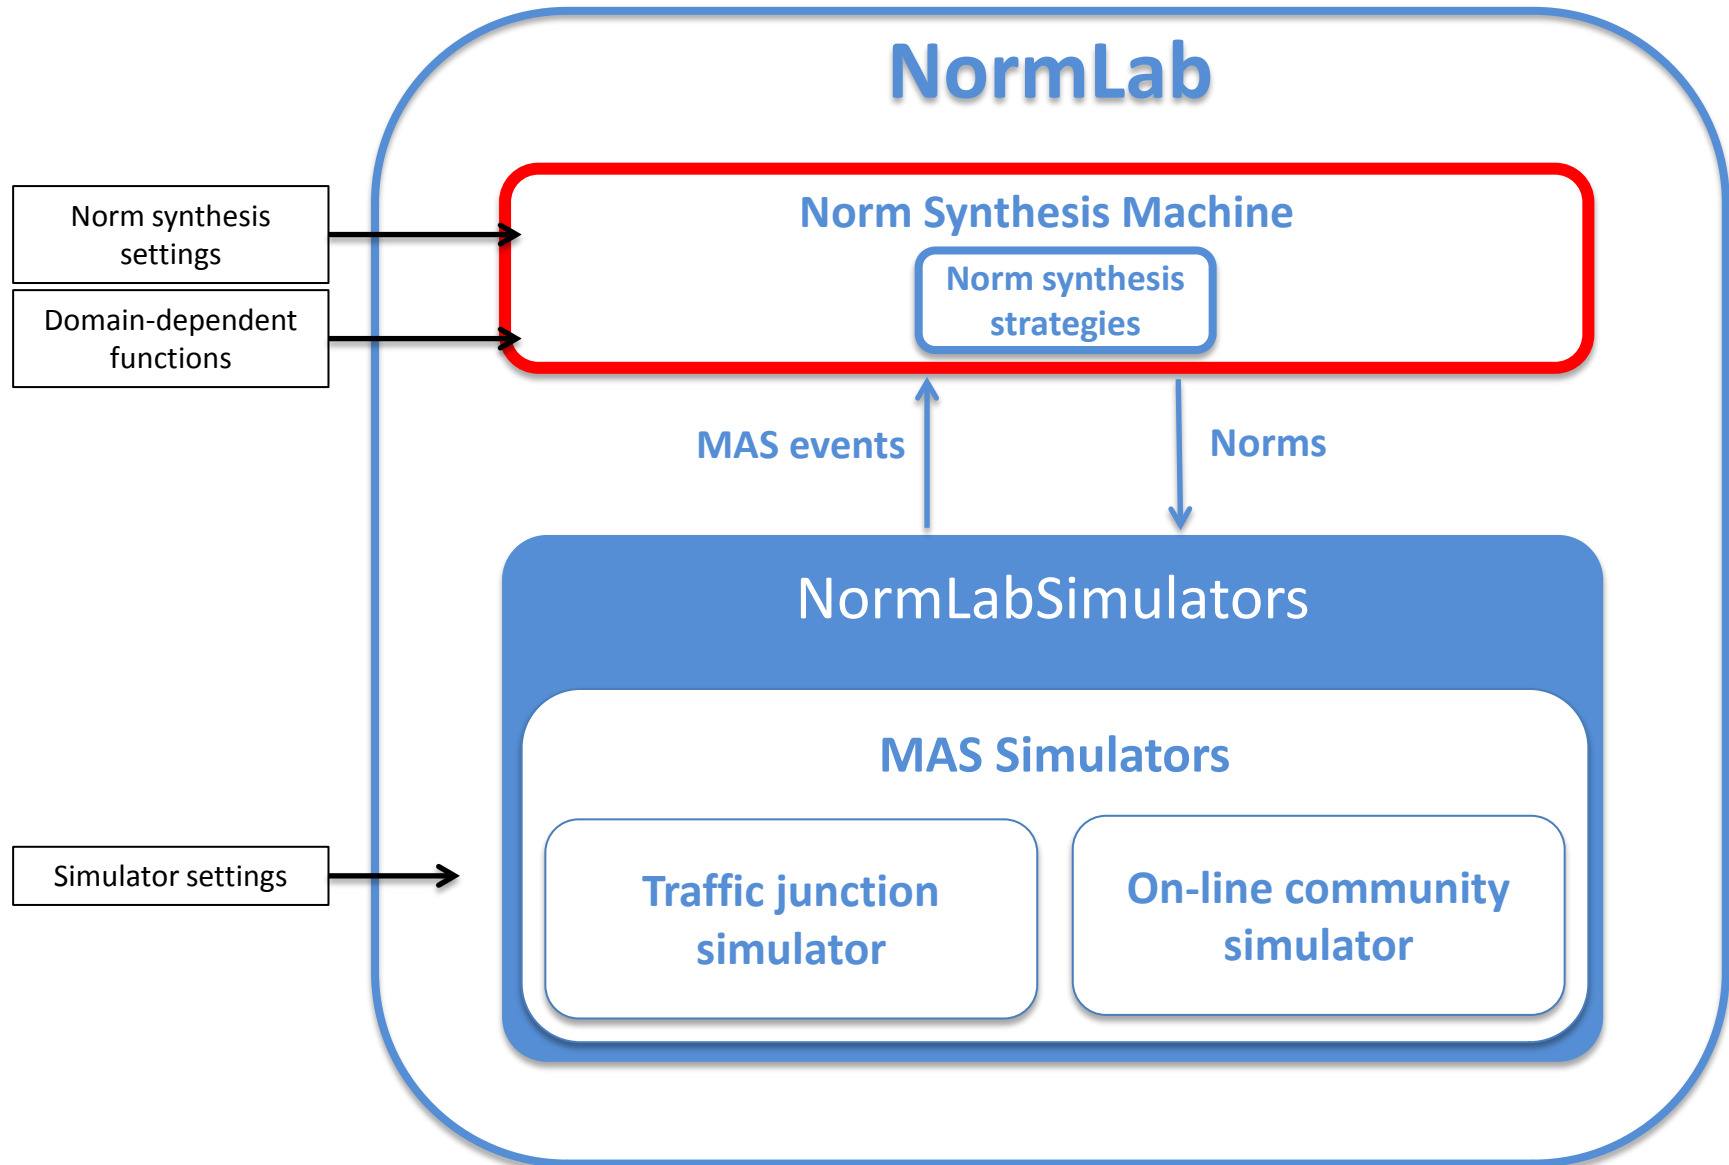 NormLab
Norm Synthesis Machine
Norm synthesis
strategies
Norm synthesis
settings
Domain-dependent
functions
MAS events
Norms
NormLabSimulators
MAS Simulators
Simulator settings
Traffic junction
simulator
On-line community
simulator